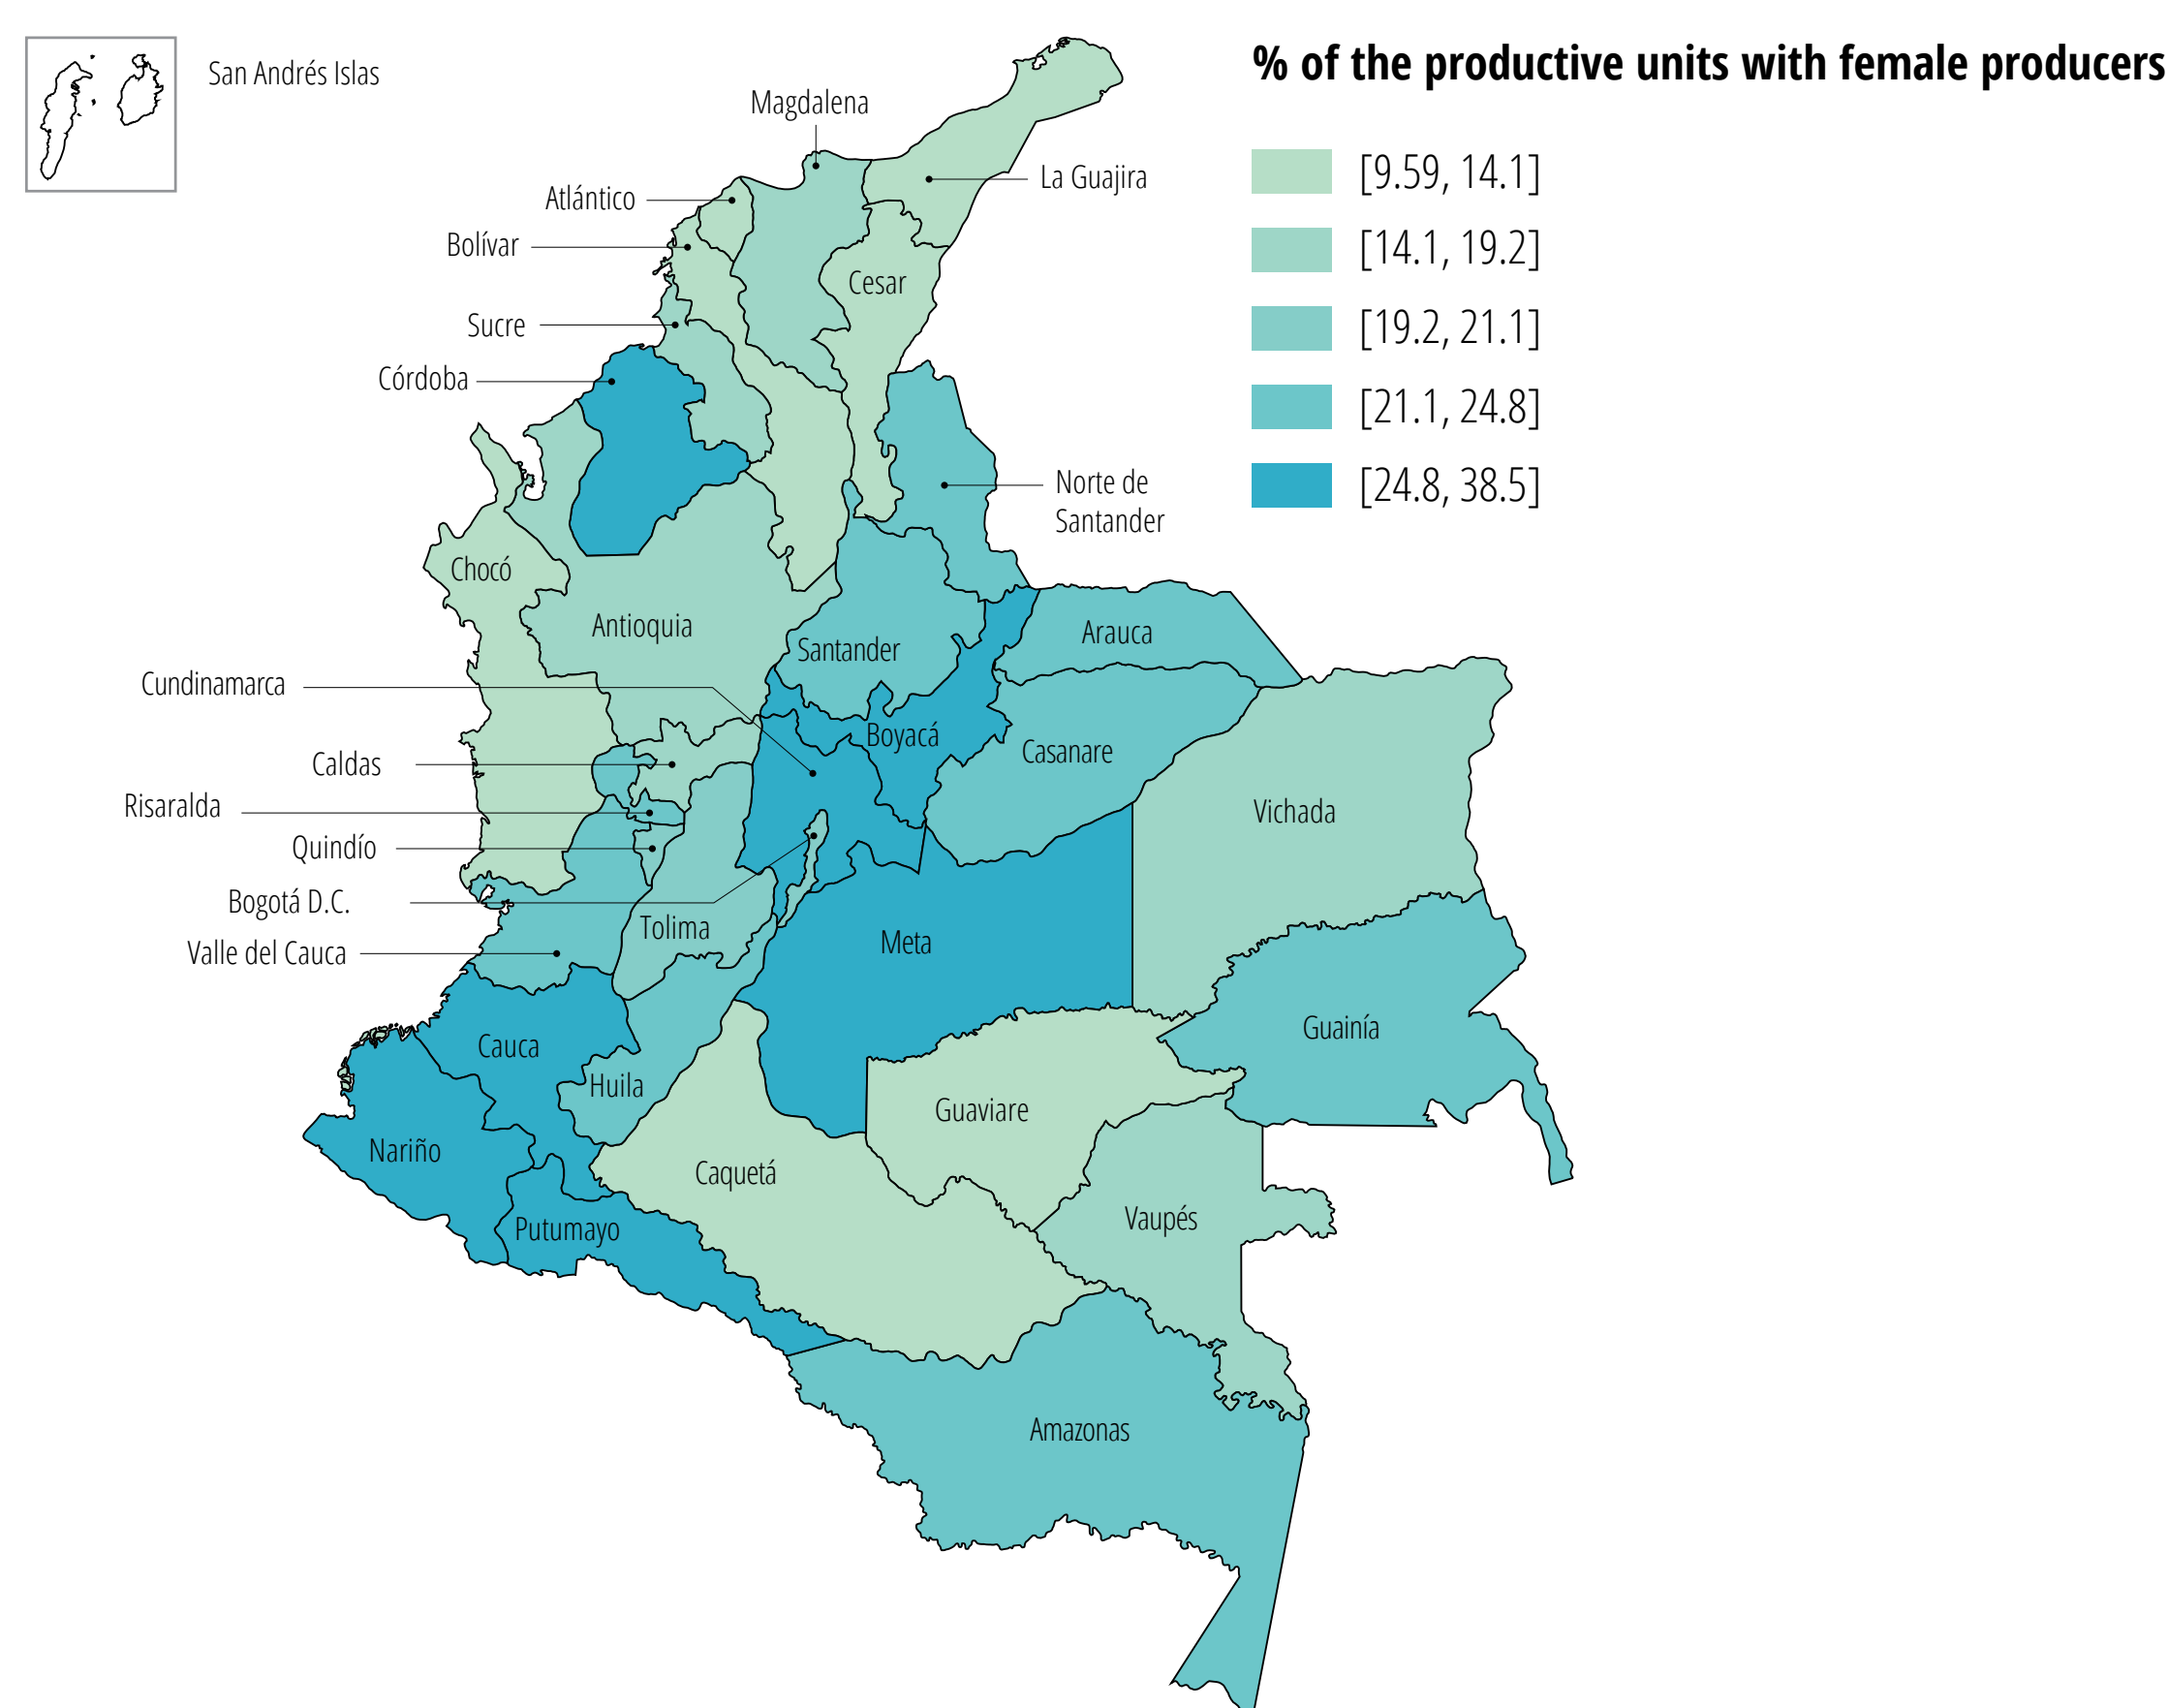 San Andrés Islas
% of the productive units with female producers
[9.59, 14.1]
[14.1, 19.2]
[19.2, 21.1]
[21.1, 24.8]
[24.8, 38.5]
Magdalena
La Guajira
Atlántico
Bolívar
Cesar
Sucre
Córdoba
Norte de
Santander
Chocó
Antioquia
Santander
Arauca
Cundinamarca
Boyacá
Casanare
Caldas
Risaralda
Vichada
Quindío
Bogotá D.C.
Tolima
Meta
Valle del Cauca
Guainía
Cauca
Huila
Guaviare
Nariño
Caquetá
Vaupés
Putumayo
Amazonas